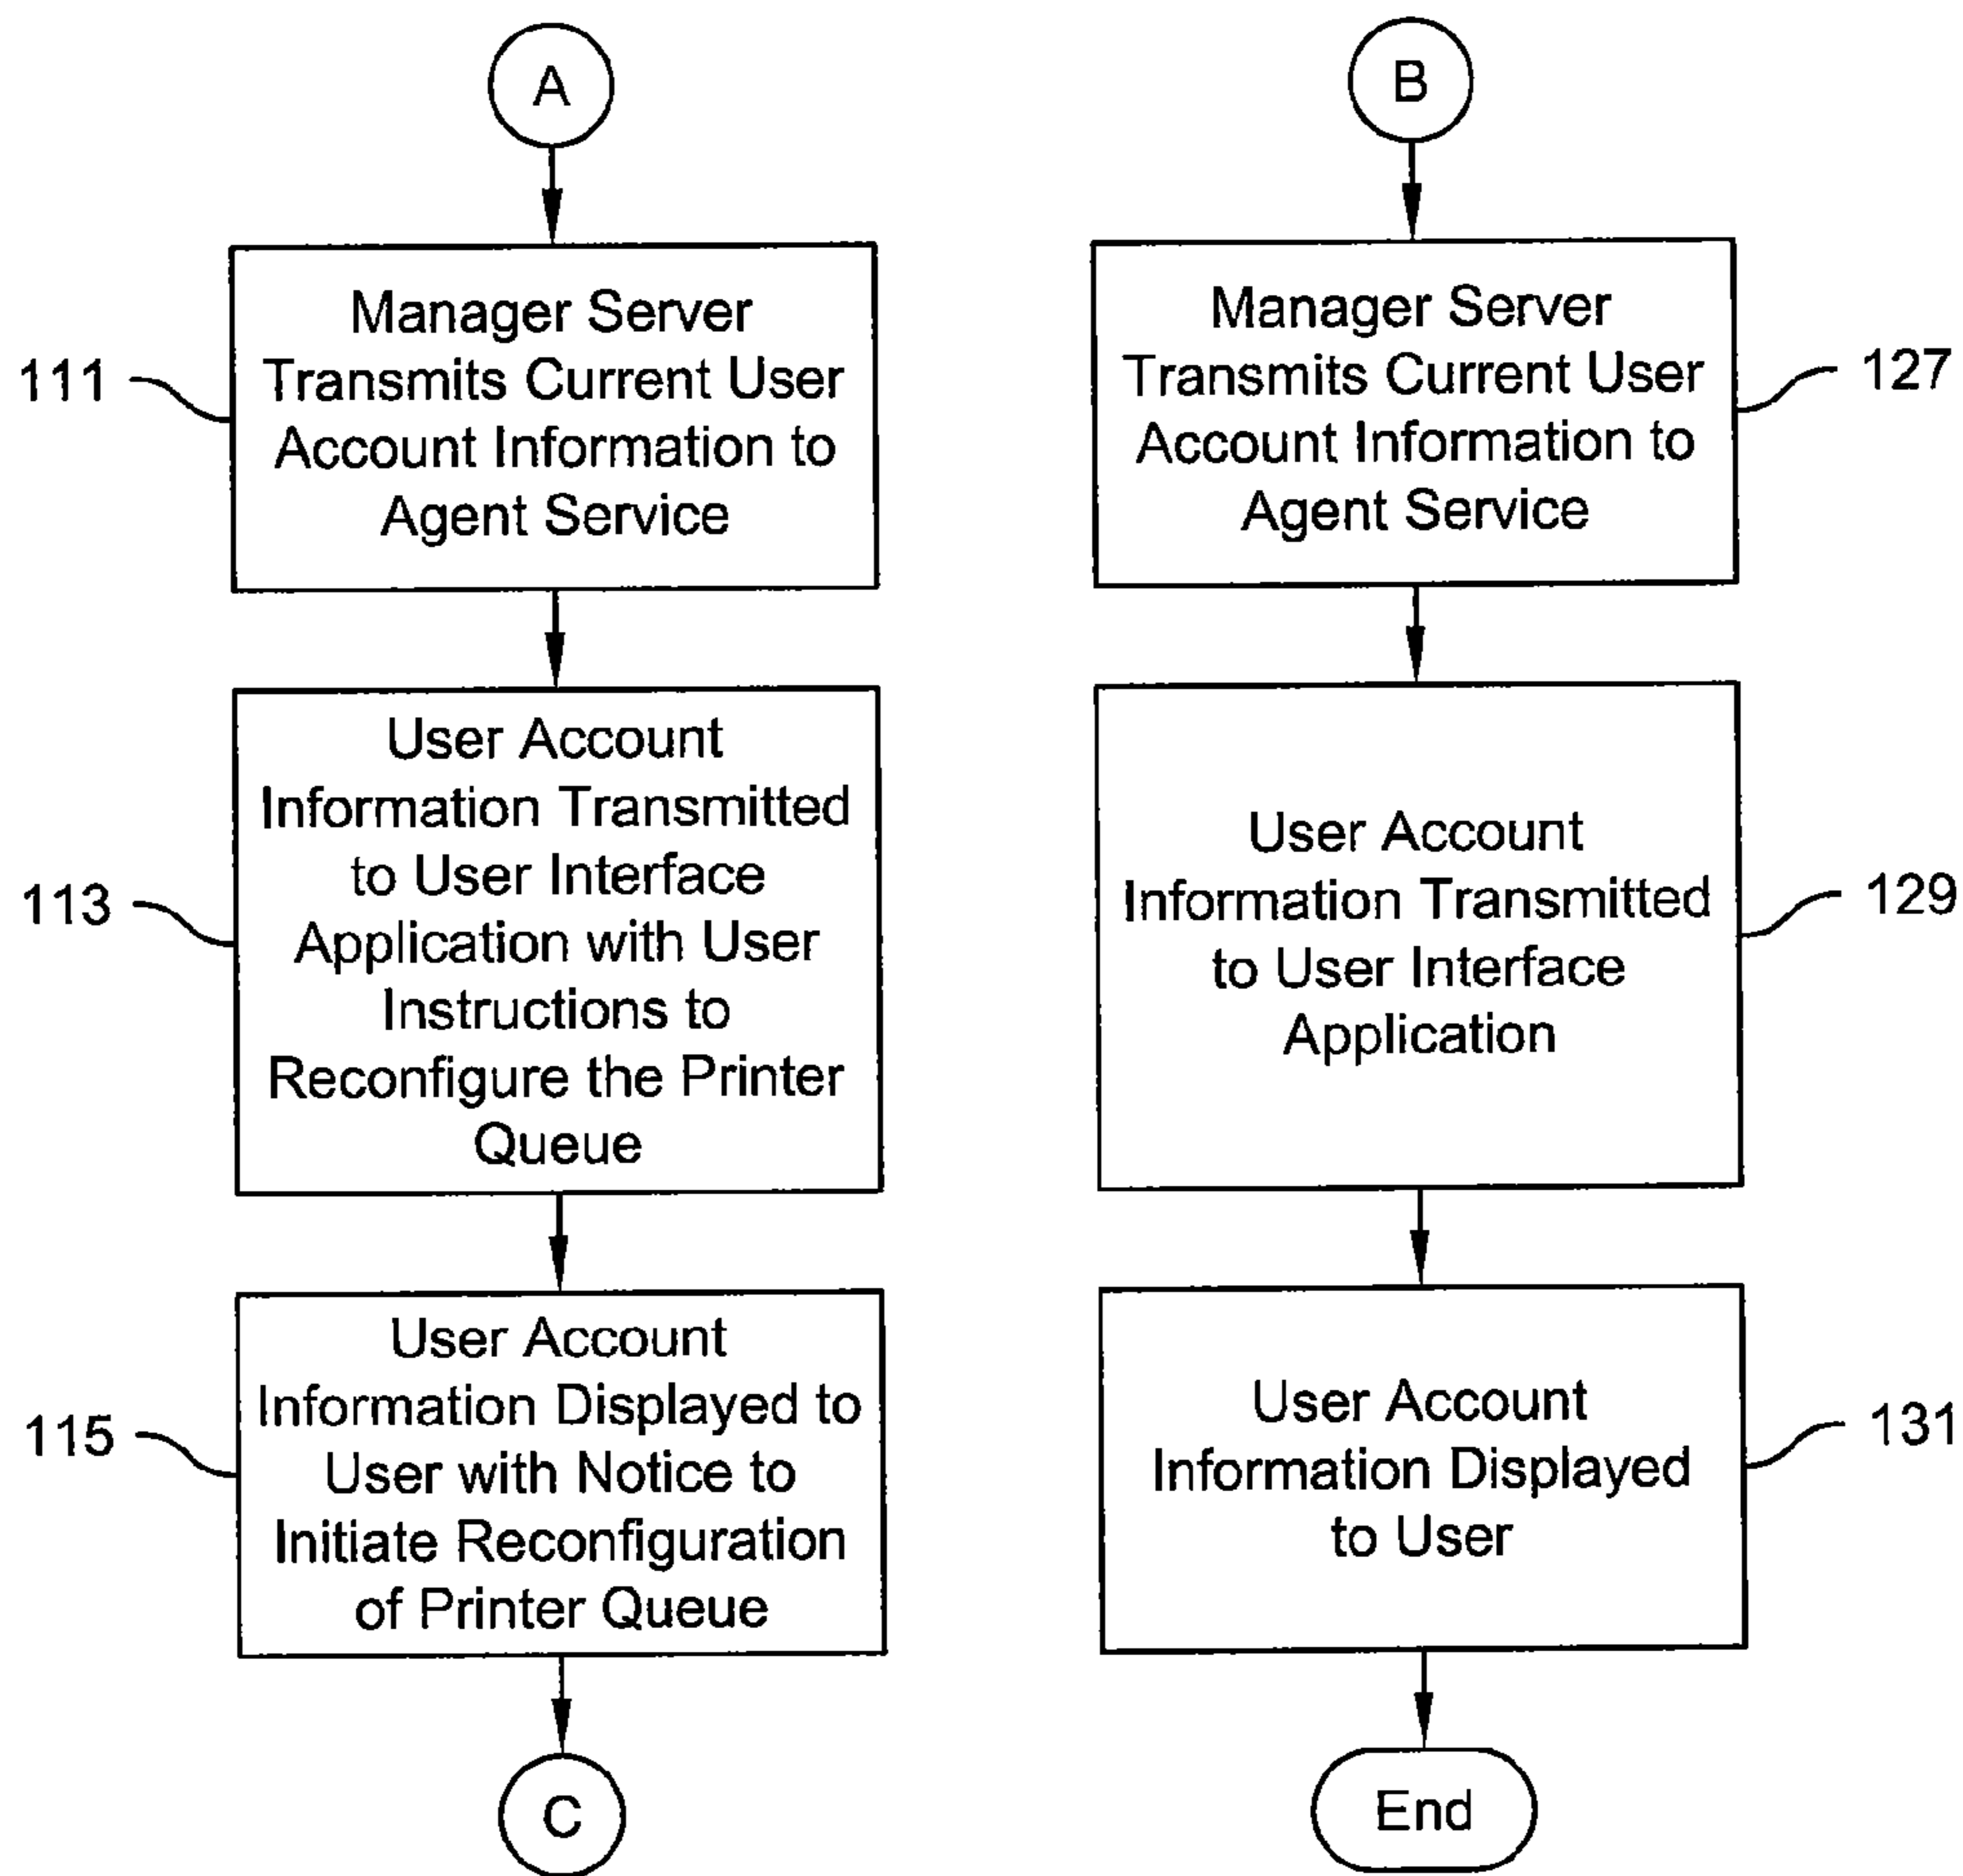 A
Manager Server
Transmits Current User
Account Information to
Agent Service
111
User Account
Information Transmitted
to User Interface
Application with User
Instructions to
Reconfigure the Printer
Queue
113
User Account
Information Displayed to
User with Notice to
Initiate Reconfiguration
of Printer Queue
115
C
B
Manager Server
Transmits Current User
Account Information to
Agent Service
127
User Account
Information Transmitted
to User Interface
Application
129
User Account
Information Displayed
to User
131
End